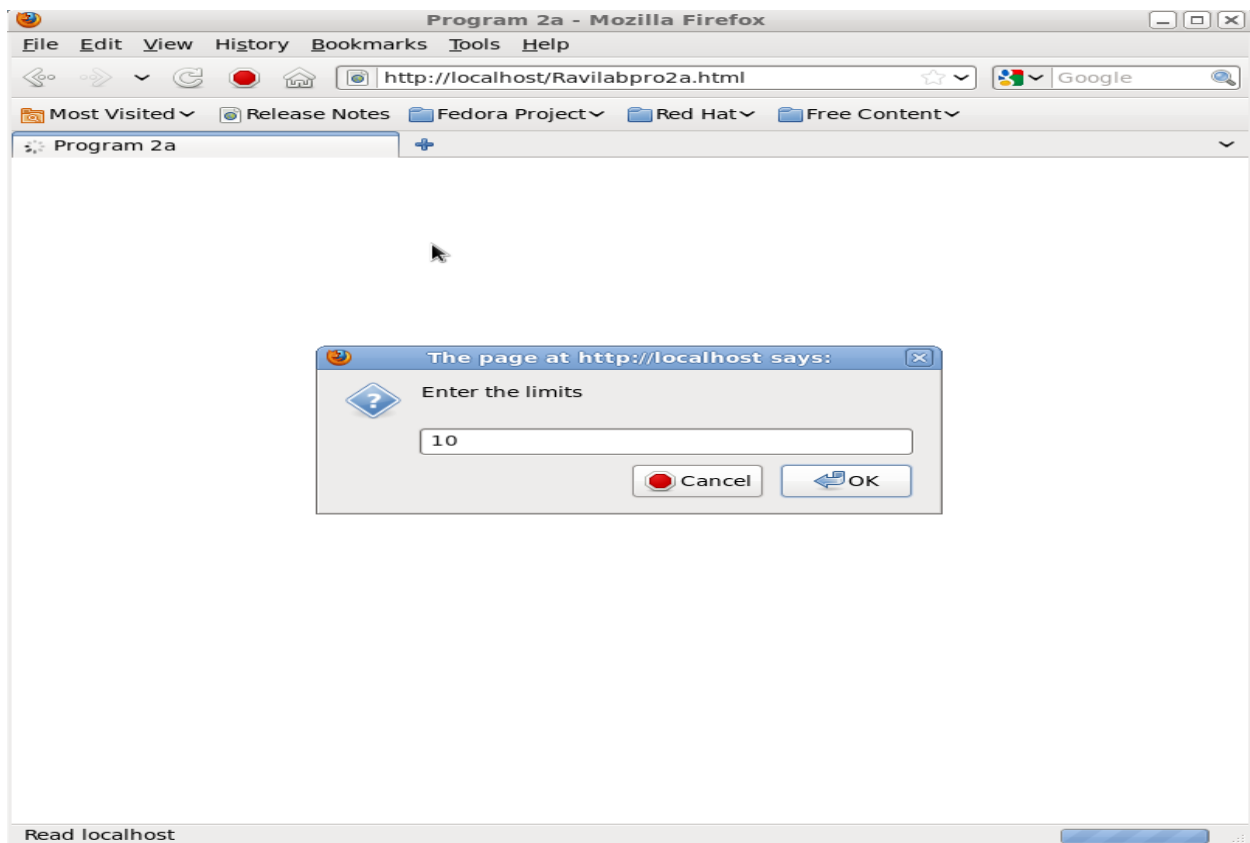 Program 2a - Mozilla Firefox
File Edit View History Bookmarks Tools Help
http://localhost/Ravilabpro2a.html Google
Most Visited Release Notes Fedora Project Red Hat Free Content
Program 2a
The page at http://localhost says:
Enter the limits
10
Cancel OK
Read localhost